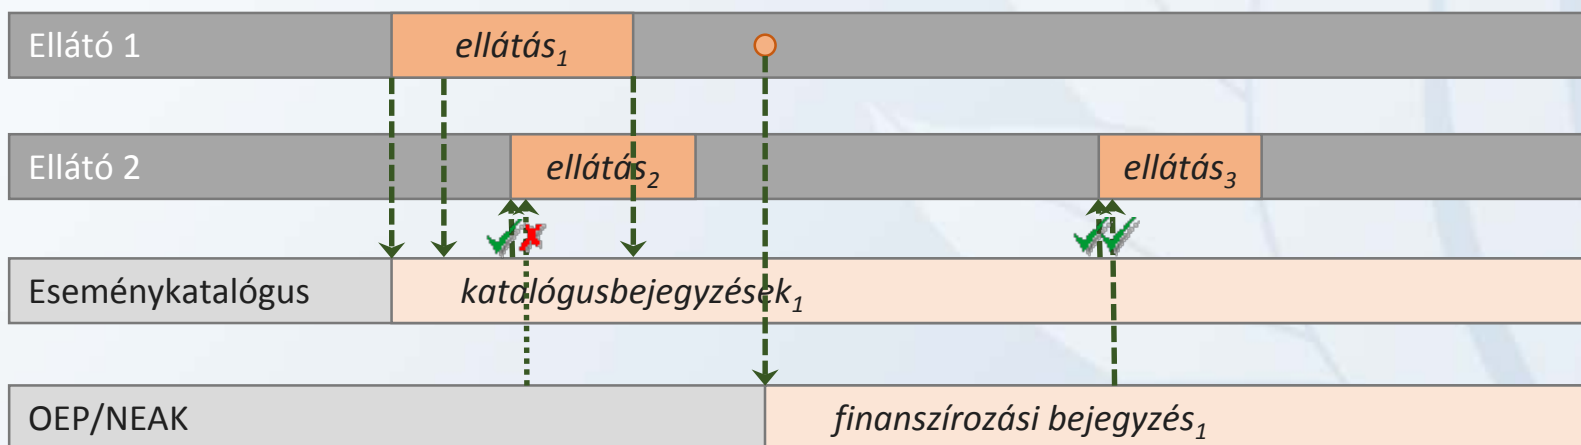 Ellátó 1 ellátás₁
Ellátó 2 ellátás₂ ellátás₃
Eseménykatalógus katalógusbejegyzések₁
OEP/NEAK finanszírozási bejegyzés₁